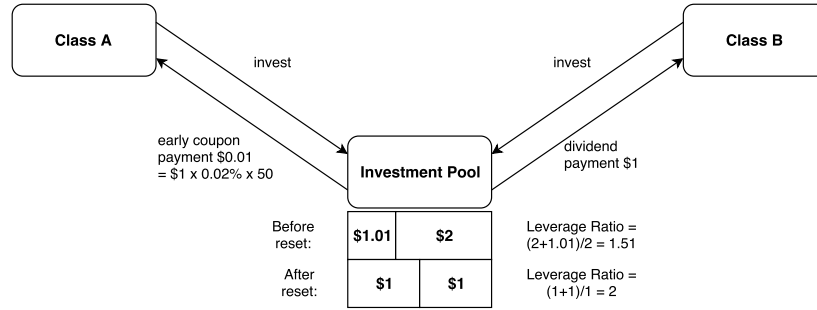 Class A
Class B
invest
invest
early coupon
payment $0.01
= $1 x 0.02% x 50
dividend
payment $1
Investment Pool
Before
reset:
$1.01
$2
Leverage Ratio =
(2+1.01)/2 = 1.51
After
reset:
$1
$1
Leverage Ratio =
(1+1)/1 = 2